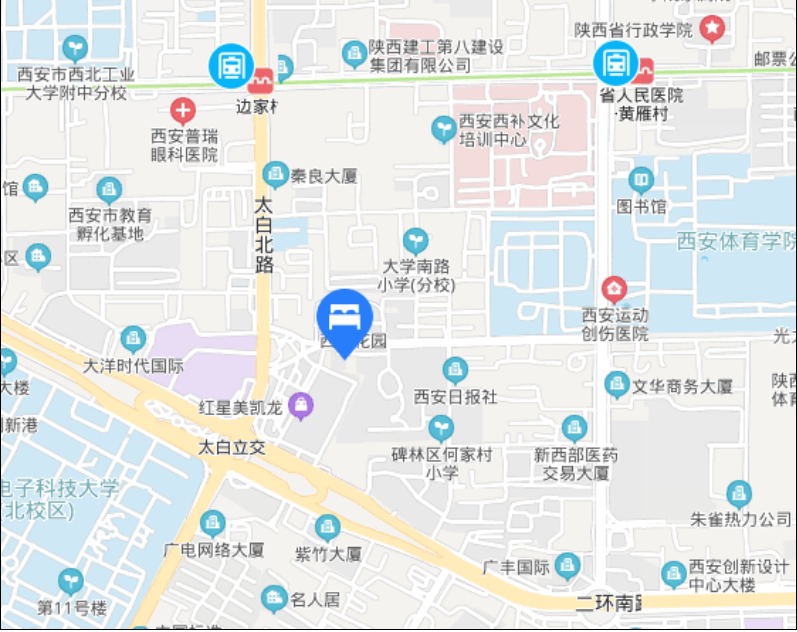 陕西省行政学院
陕西建工第八建设
集团有限公司
邮票公
西安市西北工业
大学附中分校
边家村
省人民医院
·黄雁村
西安普瑞
眼科医院
西安西补文化
培训中心
秦良大厦
馆
西安市教育
孵化基地
太白北路
图书馆
西安体育学院
区
大学南路
小学(分校)
西安运动
创伤医院
花园
光
大洋时代国际
大楼
西安日报社
文华商务大厦
陕西
体育
红星美凯龙
创新港
太白立交
碑林区何家村
小学
新西部医药
交易大厦
电子科技大学
(北校区)
朱雀热力公司
广电网络大厦
紫竹大厦
广丰国际
西安创新设计
中心大楼
第11号楼
名人居
二环南路